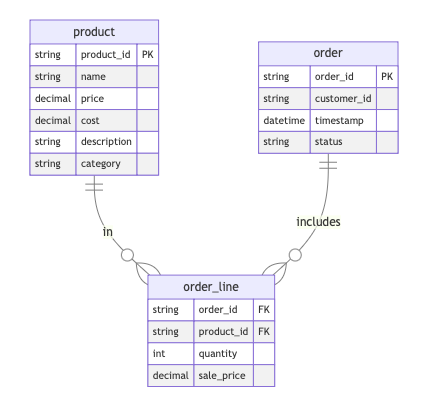 product
string product_id PK
string name
decimal price
decimal cost
string description
string category
order
string order_id PK
string customer_id
datetime timestamp
string status
in
includes
order_line
string order_id FK
string product_id FK
int quantity
decimal sale_price